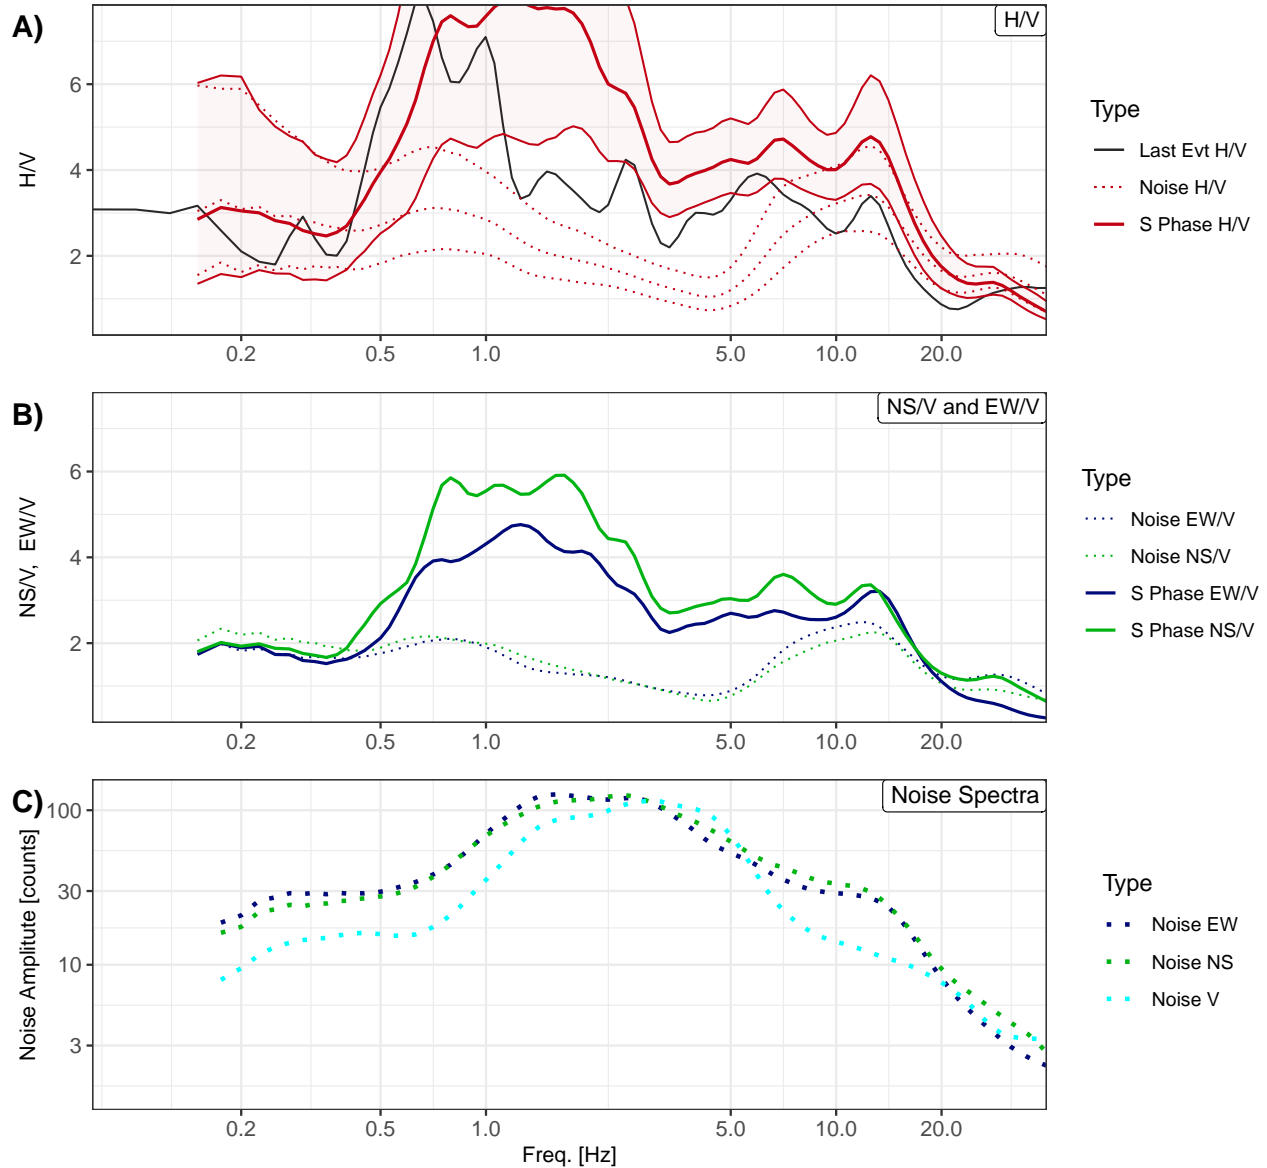 A)
H/V
6
4
2
H/V
0.2 0.5 1.0 5.0 10.0 20.0
Type
Last Evt H/V
Noise H/V
S Phase H/V
B)
NS/V and EW/V
6
4
2
NS/V, EW/V
0.2 0.5 1.0 5.0 10.0 20.0
Type
Noise EW/V
Noise NS/V
S Phase EW/V
S Phase NS/V
C)
Noise Spectra
100
30
10
3
Noise Amplitute [counts]
0.2 0.5 1.0 5.0 10.0 20.0
Freq. [Hz]
Type
Noise EW
Noise NS
Noise V